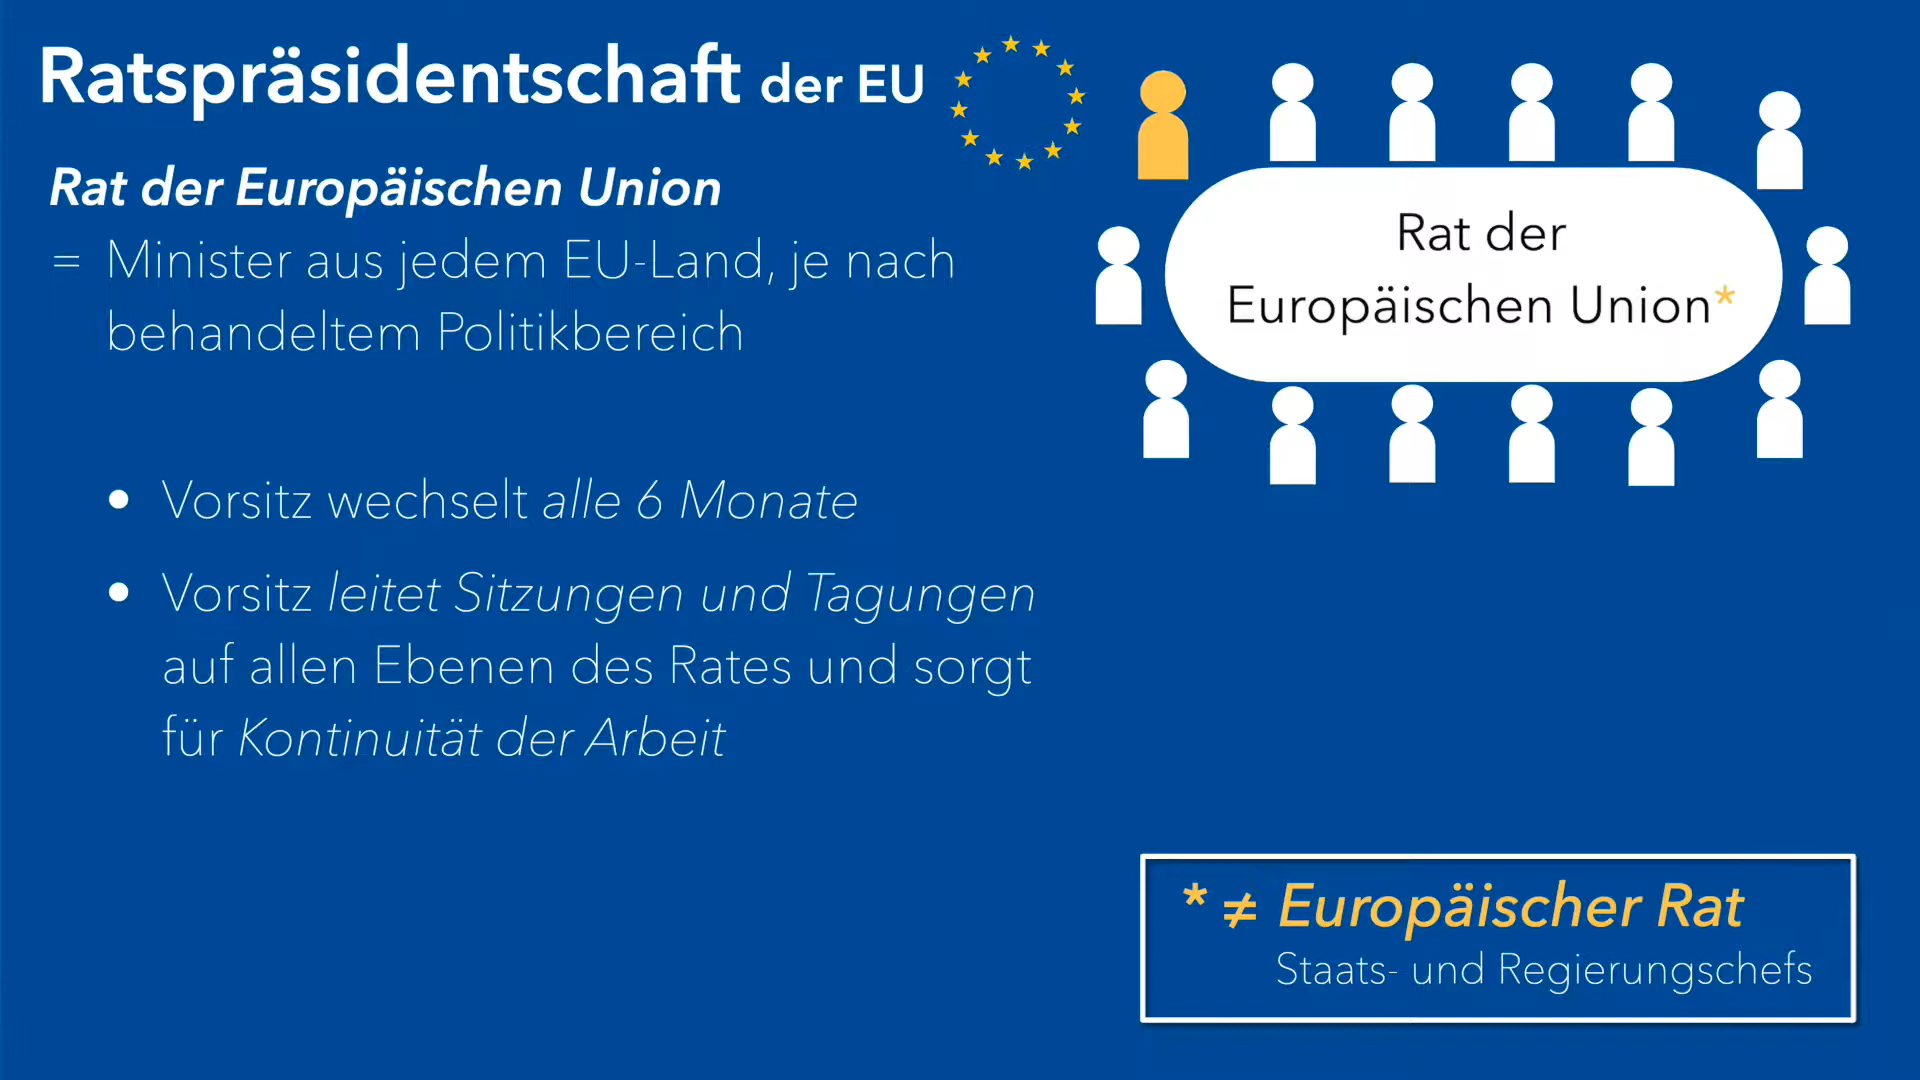 Ratspräsidentschaft der EU
Rat der Europäischen Union
= Minister aus jedem EU-Land, je nach
behandeltem Politikbereich
• Vorsitz wechselt alle 6 Monate
• Vorsitz leitet Sitzungen und Tagungen
auf allen Ebenen des Rates und sorgt
für Kontinuität der Arbeit
Rat der
Europäischen Union*
* ≠ Europäischer Rat
Staats- und Regierungschefs